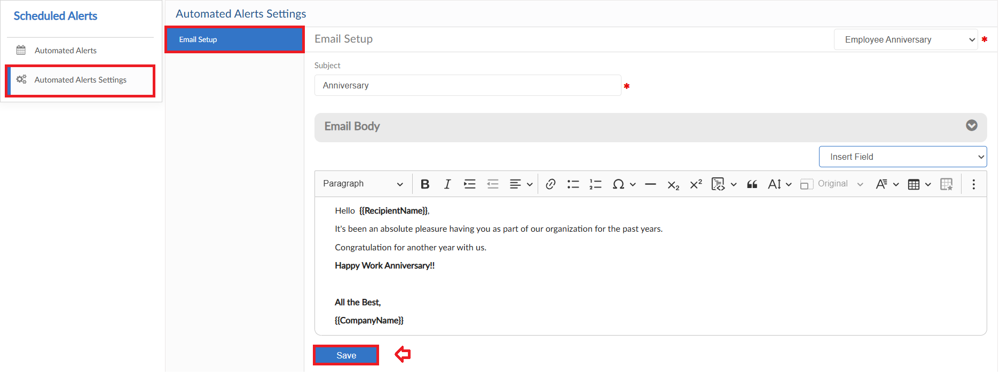 Scheduled Alerts
Automated Alerts
Automated Alerts Settings
Automated Alerts Settings
Email Setup
Email Setup
Employee Anniversary
*
Subject
Anniversary
*
Email Body
Insert Field
Paragraph
Original
Hello {{RecipientName}},
It's been an absolute pleasure having you as part of our organization for the past years.
Congratulation for another year with us.
Happy Work Anniversary!!
All the Best,
{{CompanyName}}
Save